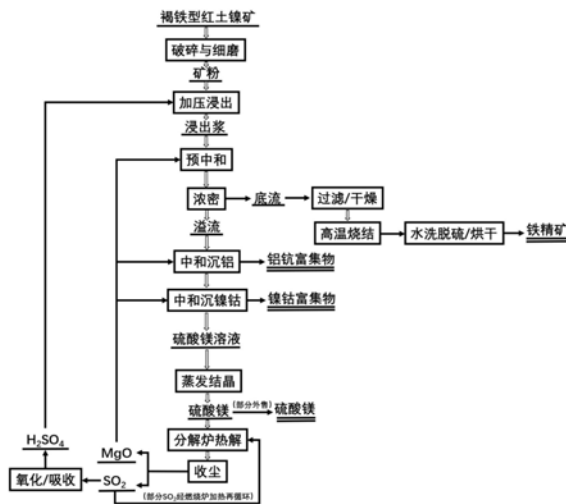 褐铁型红土镍矿
破碎与细磨
矿粉
加压浸出
浸出浆
预中和
浓密
底流
过滤/干燥
溢流
高温烧结
水洗脱硫/烘干
铁精矿
中和沉铝
铝钪富集物
中和沉镍钴
镍钴富集物
硫酸镁溶液
蒸发结晶
硫酸镁
(部分外售)
硫酸镁
H₂SO₄
MgO
分解炉热解
氧化/吸收
SO₂
收尘
(部分SO₂经燃烧炉加热再循环)